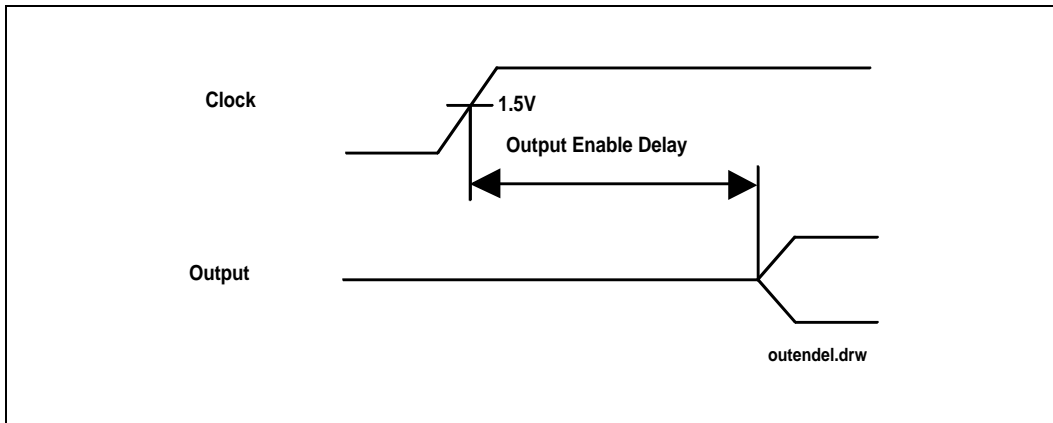 Clock
1.5V
Output Enable Delay
Output
outendel.drw